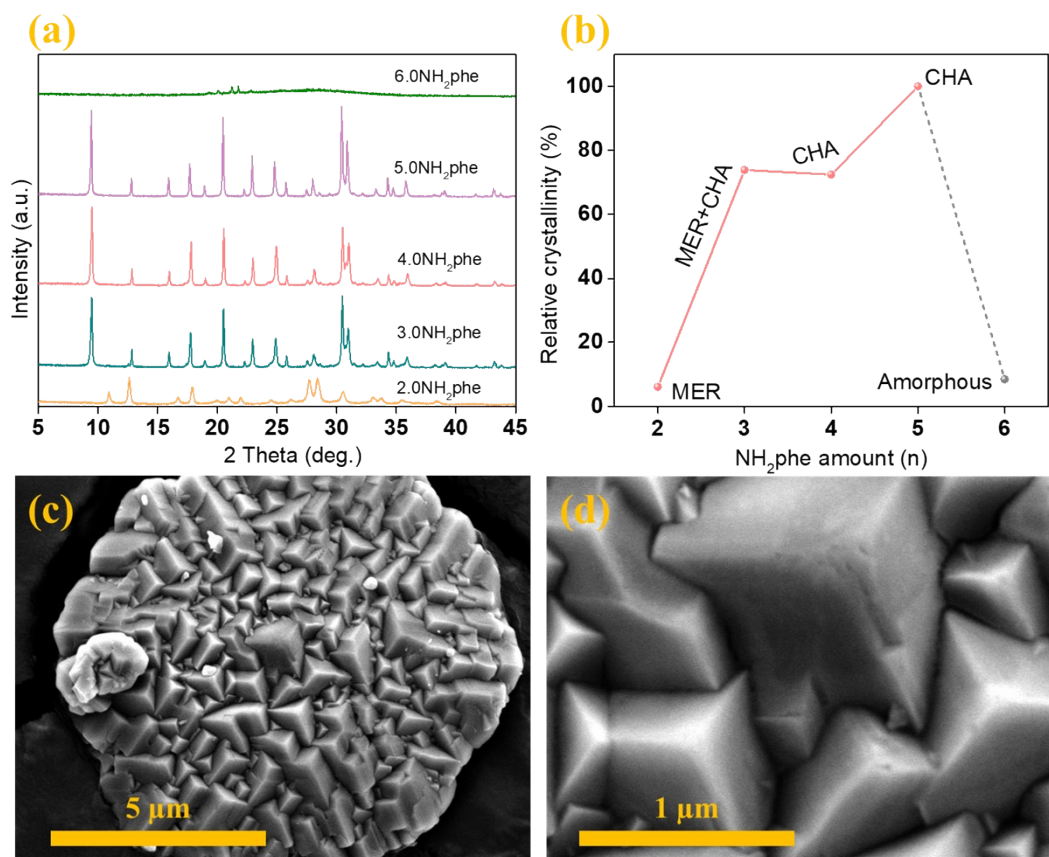 (a)
6.0NH₂phe
5.0NH₂phe
4.0NH₂phe
3.0NH₂phe
2.0NH₂phe
Intensity (a.u.)
5 10 15 20 25 30 35 40 45
2 Theta (deg.)
(b)
100
80
60
40
20
0
Relative crystallinity (%)
CHA
CHA
MER+CHA
MER
Amorphous
2 3 4 5 6
NH₂phe amount (n)
(c)
5 μm
(d)
1 μm